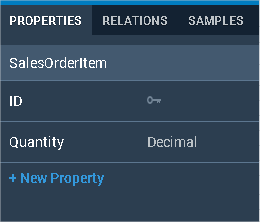 PROPERTIES RELATIONS SAMPLES
SalesOrderItem
ID
Quantity Decimal
+ New Property